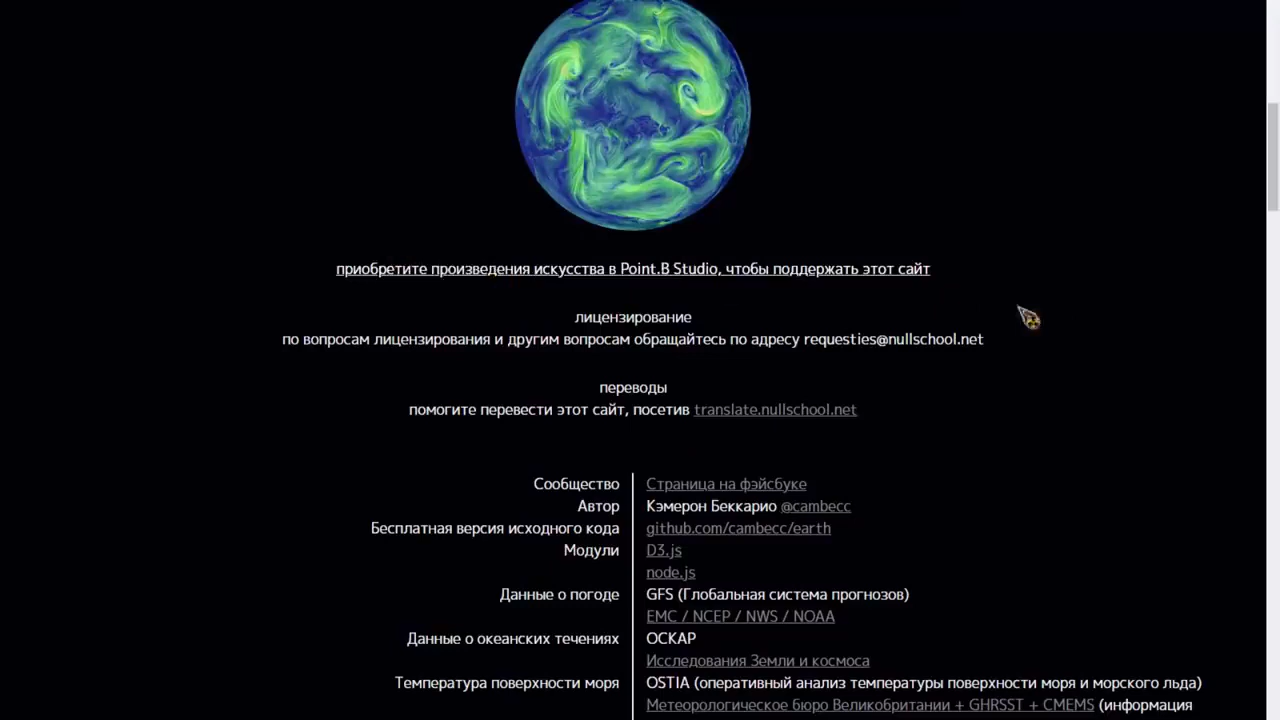 приобретите произведения искусства в Point.B Studio, чтобы поддержать этот сайт
лицензирование
по вопросам лицензирования и другим вопросам обращайтесь по адресу requesties@nullschool.net
переводы
помогите перевести этот сайт, посетив translate.nullschool.net
Сообщество Страница на фэйсбуке
Автор Кэмерон Беккарио @cambecc
Бесплатная версия исходного кода github.com/cambecc/earth
Модули D3.js
node.js
Данные о погоде GFS (Глобальная система прогнозов)
EMC / NCEP / NWS / NOAA
Данные о океанских течениях ОСКАР
Исследования Земли и космоса
Температура поверхности моря OSTIA (оперативный анализ температуры поверхности моря и морского льда)
Метеорологическое бюро Великобритании + GHRSST + CMEMS (информация